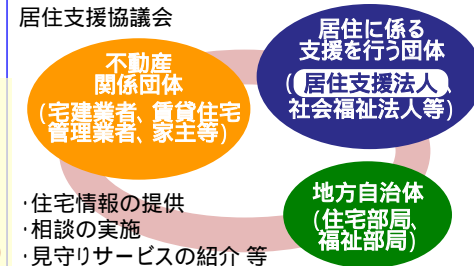 居住支援協議会
不動産
関係団体
(宅建業者、賃貸住宅
管理業者、家主等)
居住に係る
支援を行う団体
(居住支援法人、
社会福祉法人等)
地方自治体
(住宅部局、
福祉部局)
・住宅情報の提供
・相談の実施
・見守りサービスの紹介 等